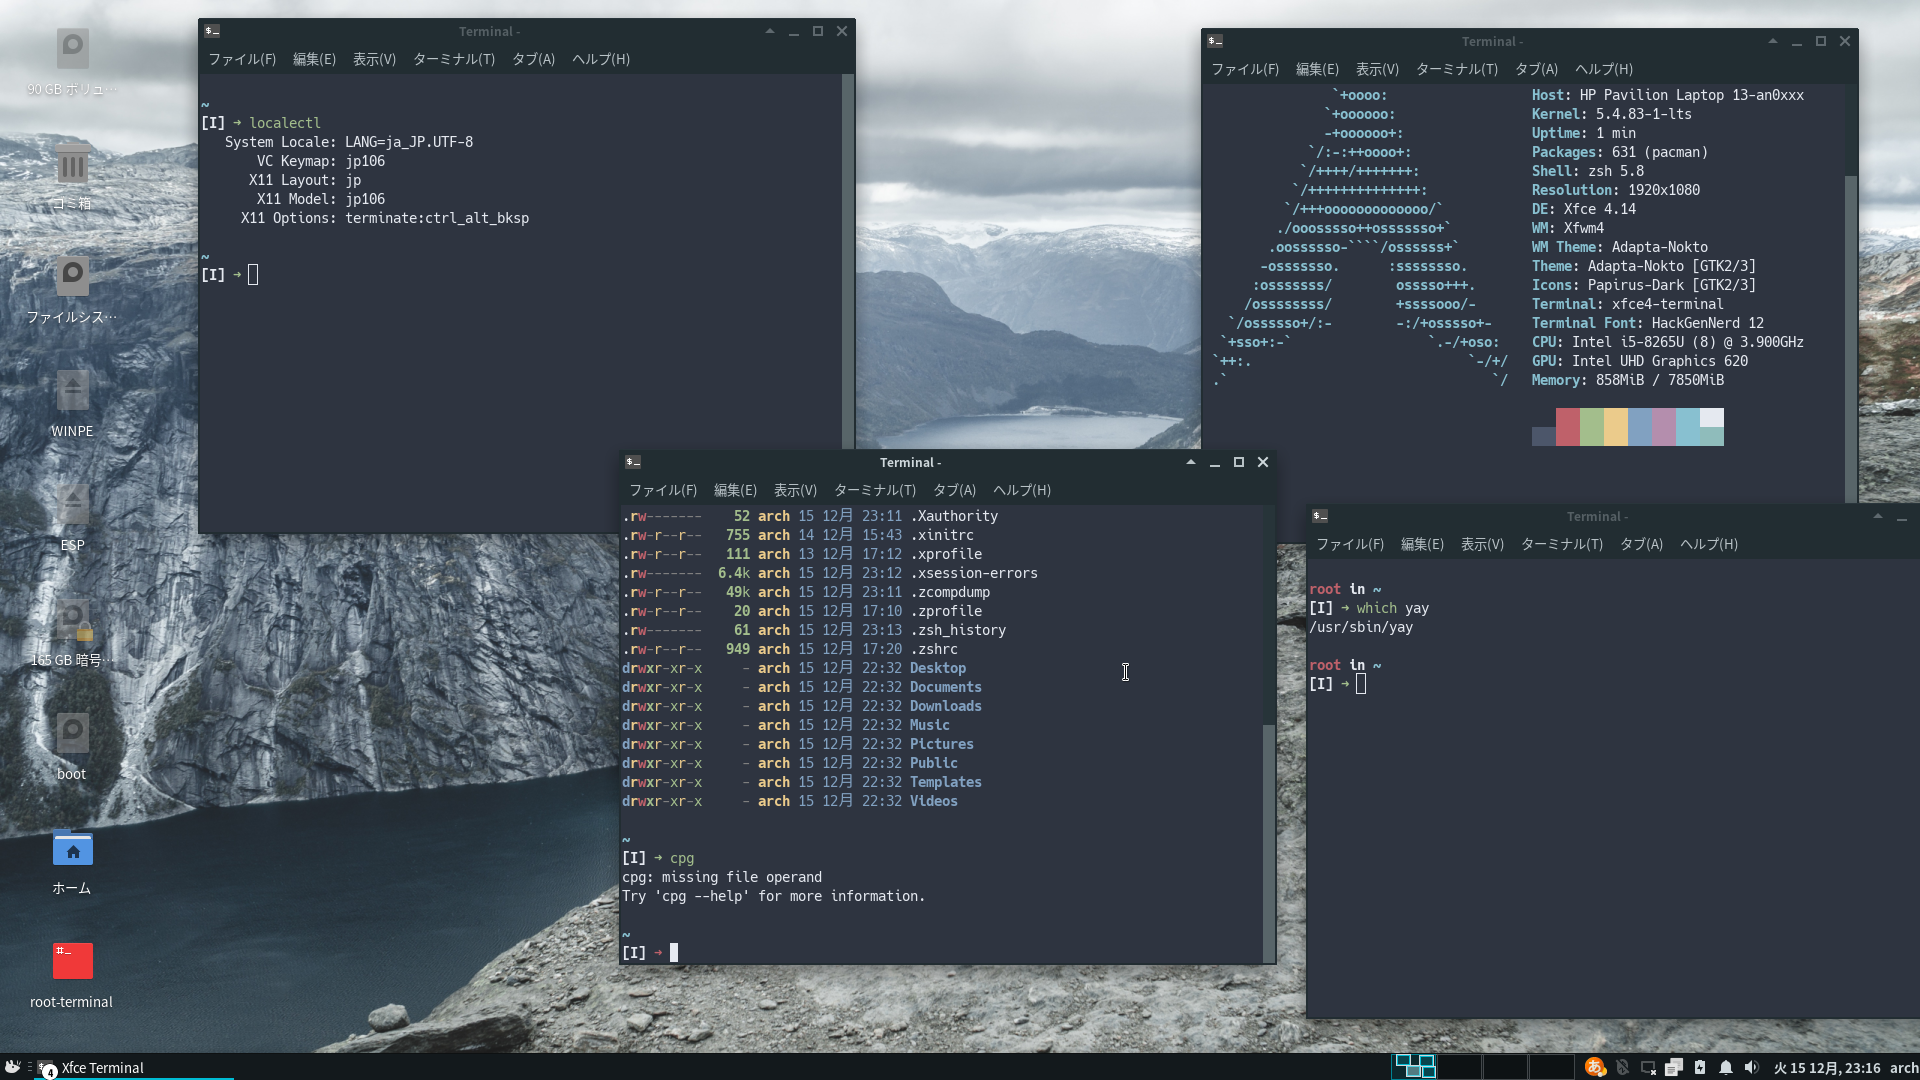 90 GB ボリュ…
ゴミ箱
ファイルシス…
WINPE
ESP
165 GB 暗号…
boot
ホーム
root-terminal
Terminal -
ファイル(F) 編集(E) 表示(V) ターミナル(T) タブ(A) ヘルプ(H)
~
[I] ➜ localectl
System Locale: LANG=ja_JP.UTF-8
VC Keymap: jp106
X11 Layout: jp
X11 Model: jp106
X11 Options: terminate:ctrl_alt_bksp
~
[I] ➜
Terminal -
ファイル(F) 編集(E) 表示(V) ターミナル(T) タブ(A) ヘルプ(H)
`+oooo: Host: HP Pavilion Laptop 13-an0xxx
`+oooooo: Kernel: 5.4.83-1-lts
-+oooooo+: Uptime: 1 min
`/:-:++oooo+: Packages: 631 (pacman)
`/++++/+++++++: Shell: zsh 5.8
`/++++++++++++++: Resolution: 1920x1080
`/+++ooooooooooooo/` DE: Xfce 4.14
./ooosssso++osssssso+` WM: Xfwm4
.oossssso-````/ossssss+` WM Theme: Adapta-Nokto
-osssssso. :ssssssso. Theme: Adapta-Nokto [GTK2/3]
:osssssss/ osssso+++. Icons: Papirus-Dark [GTK2/3]
/ossssssss/ +ssssooo/- Terminal: xfce4-terminal
`/ossssso+/:- -:/+osssso+- Terminal Font: HackGenNerd 12
`+sso+:-` `.-/+oso: CPU: Intel i5-8265U (8) @ 3.900GHz
`++:. `-/+/ GPU: Intel UHD Graphics 620
.` `/ Memory: 858MiB / 7850MiB
Terminal -
ファイル(F) 編集(E) 表示(V) ターミナル(T) タブ(A) ヘルプ(H)
.rw------- 52 arch 15 12月 23:11 .Xauthority
.rw-r--r-- 755 arch 14 12月 15:43 .xinitrc
.rw-r--r-- 111 arch 13 12月 17:12 .xprofile
.rw------- 6.4k arch 15 12月 23:12 .xsession-errors
.rw-r--r-- 49k arch 15 12月 23:11 .zcompdump
.rw-r--r-- 20 arch 15 12月 17:10 .zprofile
.rw------- 61 arch 15 12月 23:13 .zsh_history
.rw-r--r-- 949 arch 15 12月 17:20 .zshrc
drwxr-xr-x - arch 15 12月 22:32 Desktop
drwxr-xr-x - arch 15 12月 22:32 Documents
drwxr-xr-x - arch 15 12月 22:32 Downloads
drwxr-xr-x - arch 15 12月 22:32 Music
drwxr-xr-x - arch 15 12月 22:32 Pictures
drwxr-xr-x - arch 15 12月 22:32 Public
drwxr-xr-x - arch 15 12月 22:32 Templates
drwxr-xr-x - arch 15 12月 22:32 Videos
~
[I] ➜ cpg
cpg: missing file operand
Try 'cpg --help' for more information.
~
[I] ➜
Terminal -
ファイル(F) 編集(E) 表示(V) ターミナル(T) タブ(A) ヘルプ(H)
root in ~
[I] ➜ which yay
/usr/sbin/yay
root in ~
[I] ➜
4 Xfce Terminal
あ 火 15 12月, 23:16 arch